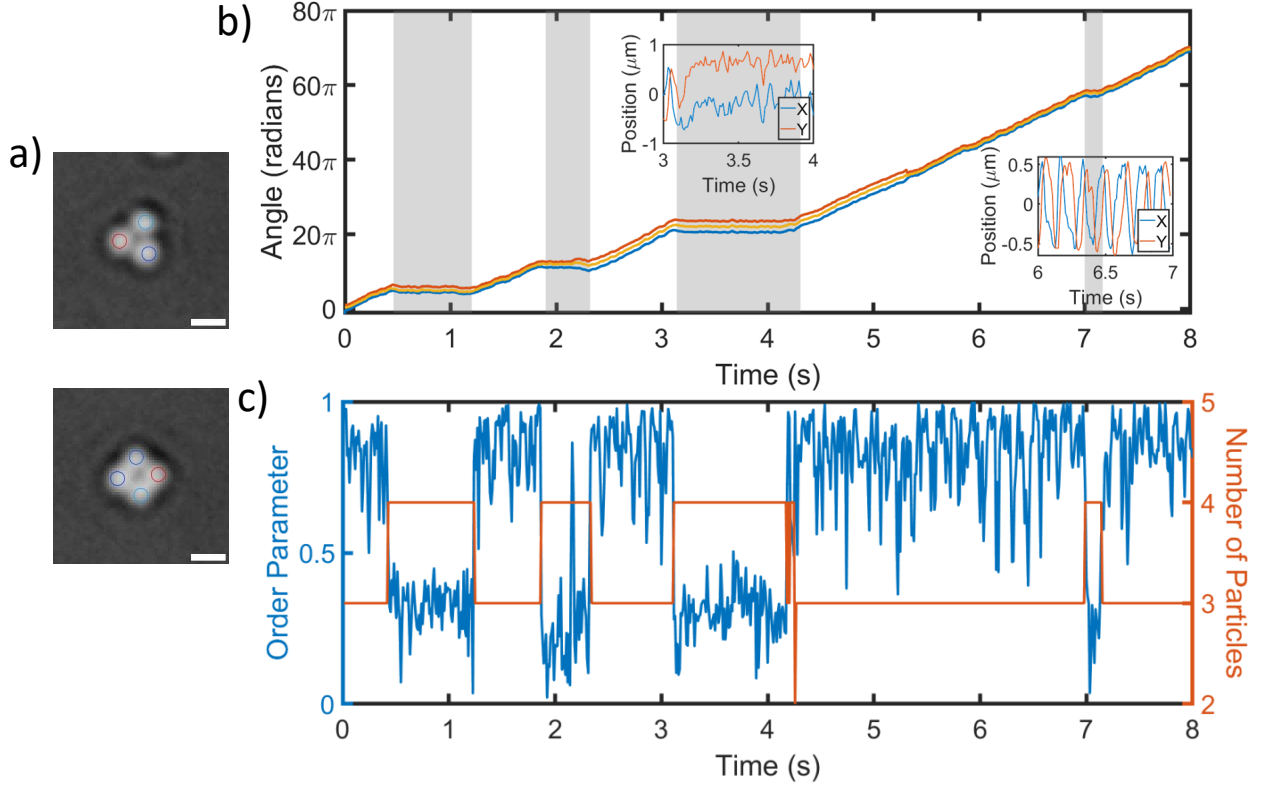 a)
b)
80π
60π
40π
20π
0
Angle (radians)
0 1 2 3 4 5 6 7 8
Time (s)
1
0
-1
Position (μm)
X
Y
3 3.5 4
Time (s)
0.5
0
-0.5
Position (μm)
X
Y
6 6.5 7
Time (s)
c)
1
0.5
0
Order Parameter
5
4
3
2
Number of Particles
0 1 2 3 4 5 6 7 8
Time (s)